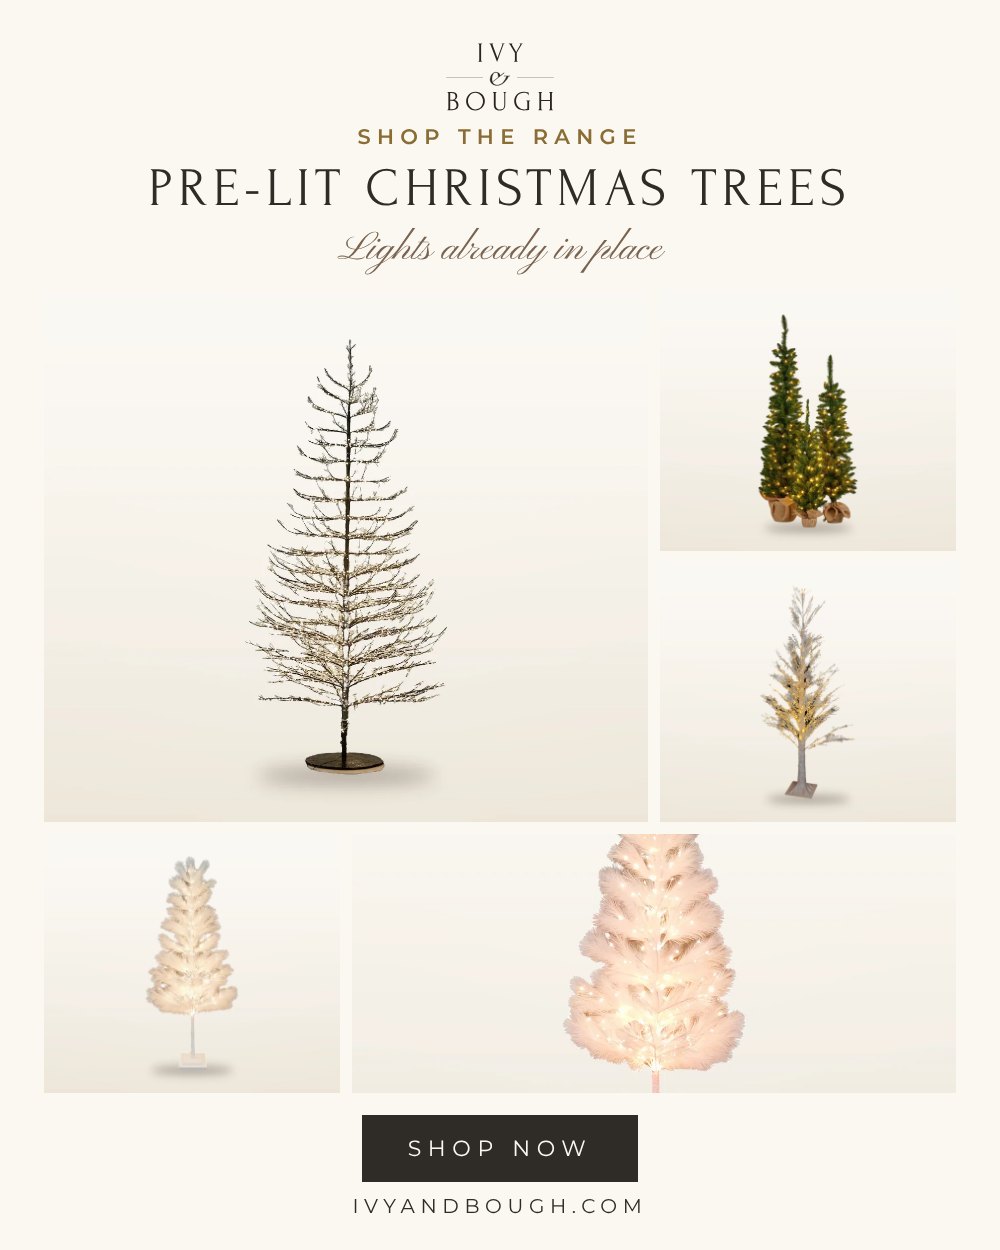 IVY
&
BOUGH
SHOP THE RANGE
PRE-LIT CHRISTMAS TREES
Lights already in place
SHOP NOW
IVYANDBOUGH.COM